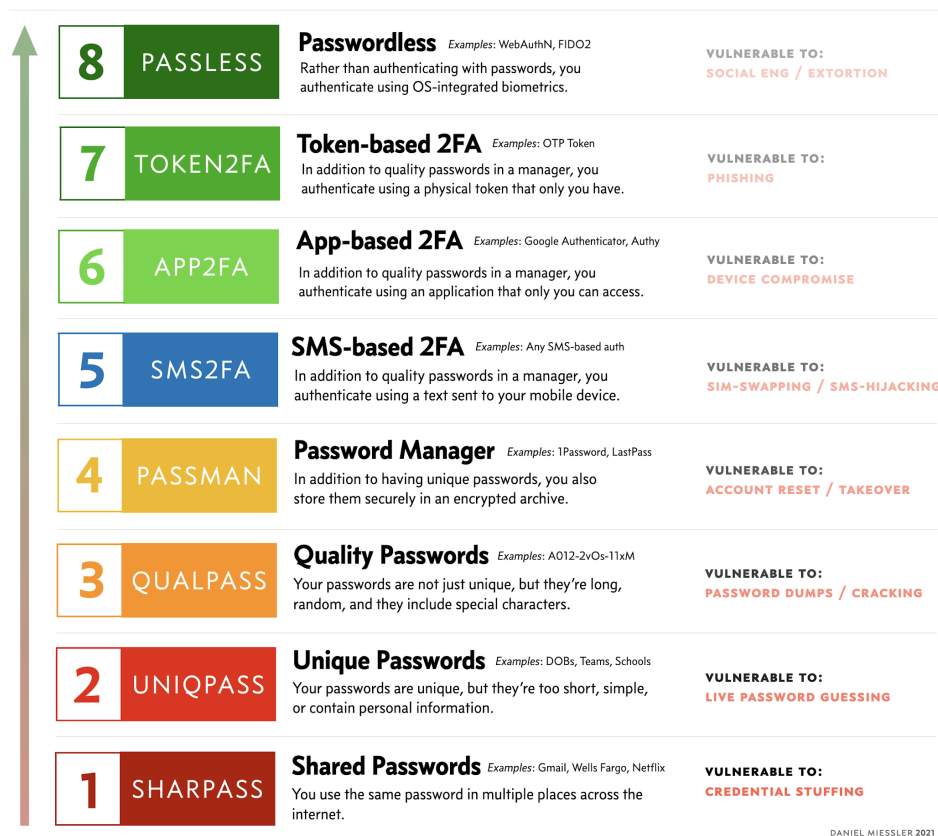 8 PASSLESS
Passwordless Examples: WebAuthN, FIDO2
Rather than authenticating with passwords, you
authenticate using OS-integrated biometrics.
VULNERABLE TO:
SOCIAL ENG / EXTORTION
7 TOKEN2FA
Token-based 2FA Examples: OTP Token
In addition to quality passwords in a manager, you
authenticate using a physical token that only you have.
VULNERABLE TO:
PHISHING
6 APP2FA
App-based 2FA Examples: Google Authenticator, Authy
In addition to quality passwords in a manager, you
authenticate using an application that only you can access.
VULNERABLE TO:
DEVICE COMPROMISE
5 SMS2FA
SMS-based 2FA Examples: Any SMS-based auth
In addition to quality passwords in a manager, you
authenticate using a text sent to your mobile device.
VULNERABLE TO:
SIM-SWAPPING / SMS-HIJACKING
4 PASSMAN
Password Manager Examples: 1Password, LastPass
In addition to having unique passwords, you also
store them securely in an encrypted archive.
VULNERABLE TO:
ACCOUNT RESET / TAKEOVER
3 QUALPASS
Quality Passwords Examples: A012-2vOs-11xM
Your passwords are not just unique, but they're long,
random, and they include special characters.
VULNERABLE TO:
PASSWORD DUMPS / CRACKING
2 UNIQPASS
Unique Passwords Examples: DOBs, Teams, Schools
Your passwords are unique, but they're too short, simple,
or contain personal information.
VULNERABLE TO:
LIVE PASSWORD GUESSING
1 SHARPASS
Shared Passwords Examples: Gmail, Wells Fargo, Netflix
You use the same password in multiple places across the
internet.
VULNERABLE TO:
CREDENTIAL STUFFING
DANIEL MIESSLER 2021